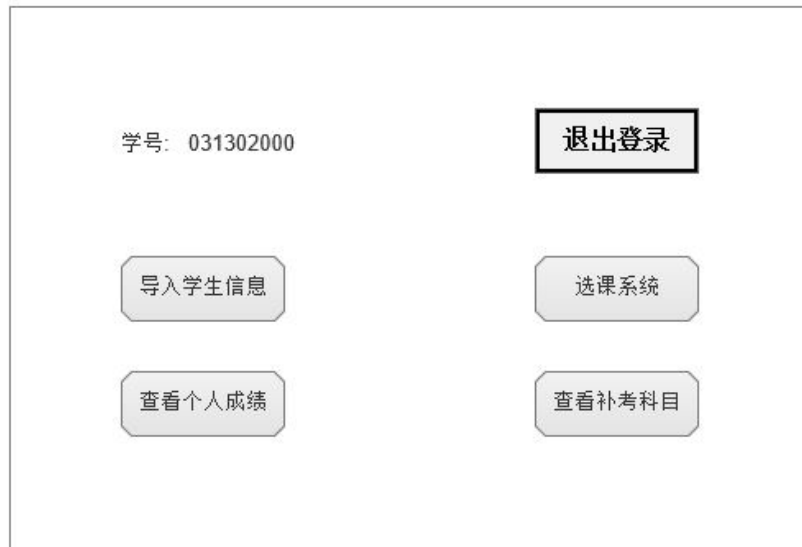 学号: 031302000
退出登录
导入学生信息
选课系统
查看个人成绩
查看补考科目